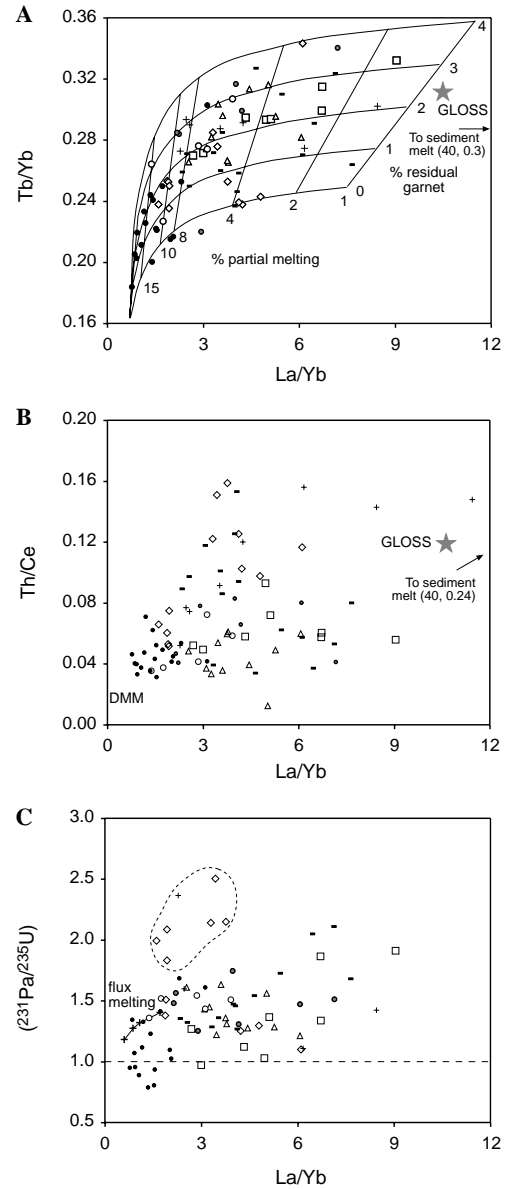 A
0.36
0.32
0.28
0.24
0.20
0.16
Tb/Yb
4
3
2
1
0
GLOSS
To sediment
melt (40, 0.3)
% residual
garnet
1
2
4
8
10
15
% partial melting
0 3 6 9 12
La/Yb
B
0.20
0.16
0.12
0.08
0.04
0.00
Th/Ce
GLOSS
To sediment
melt (40, 0.24)
DMM
0 3 6 9 12
La/Yb
C
3.0
2.5
2.0
1.5
1.0
0.5
(²³¹Pa/²³⁵U)
flux
melting
0 3 6 9 12
La/Yb